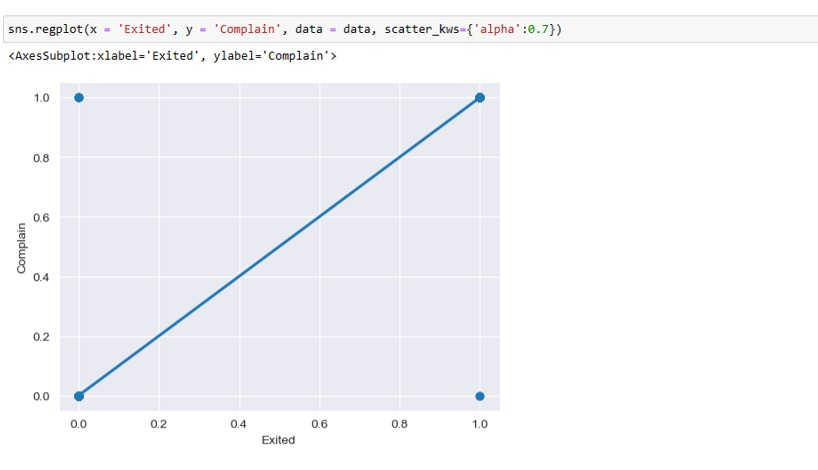 sns.regplot(x = 'Exited', y = 'Complain', data = data, scatter_kws={'alpha':0.7})
<AxesSubplot:xlabel='Exited', ylabel='Complain'>
1.0
0.8
0.6
0.4
0.2
0.0
Complain
0.0 0.2 0.4 0.6 0.8 1.0
Exited